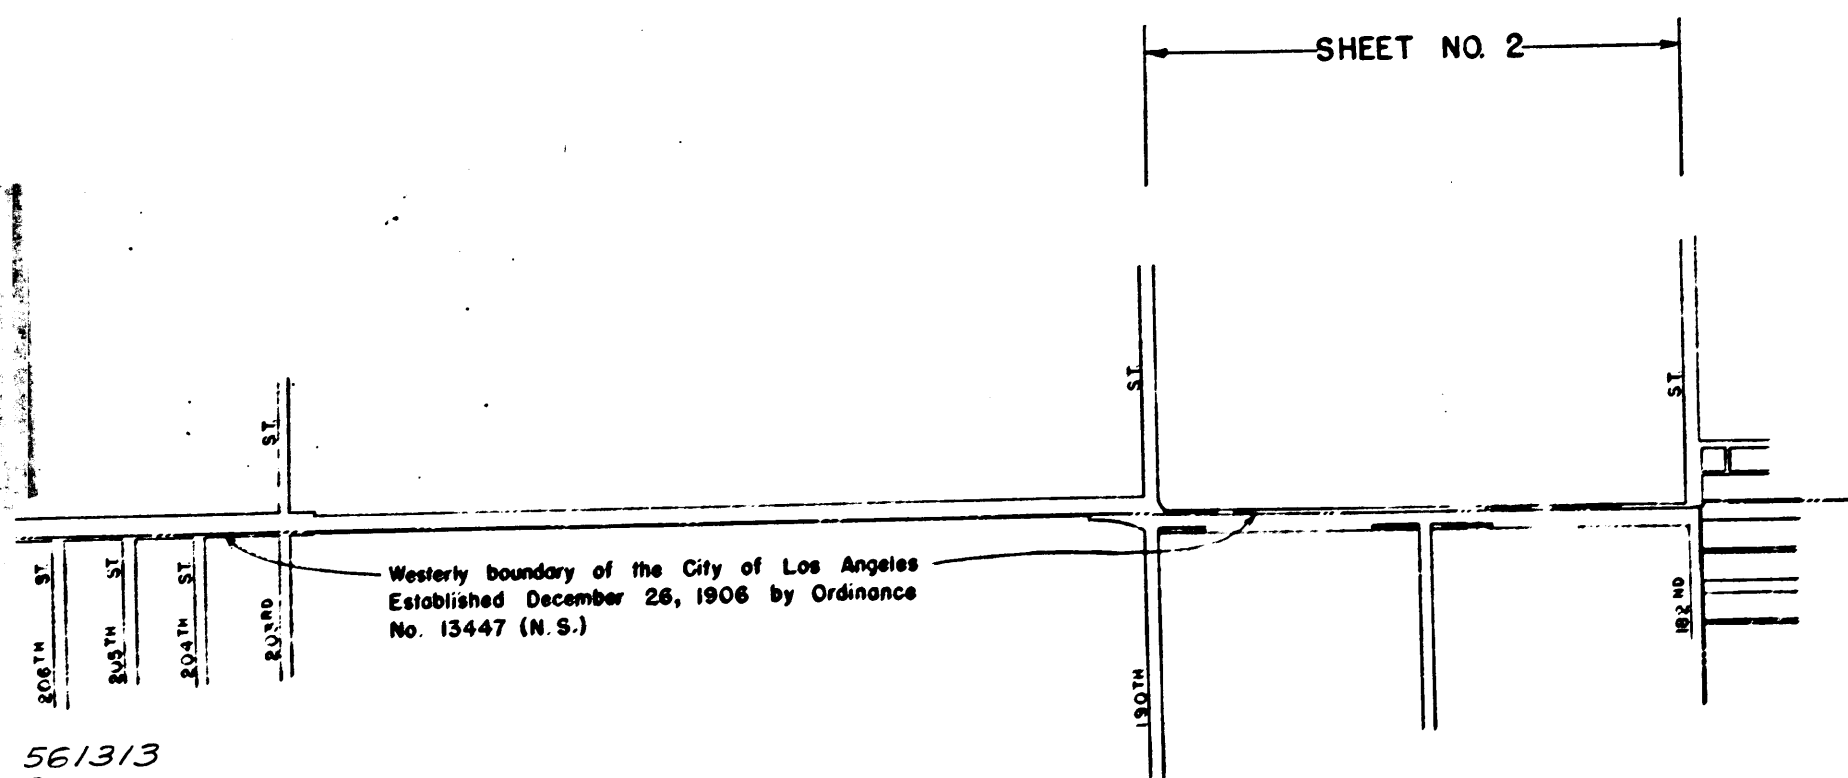 SHEET NO. 2
ST.
ST.
ST.
Westerly boundary of the City of Los Angeles
Established December 26, 1906 by Ordinance
No. 13447 (N.S.)
206TH ST.
205TH ST
204TH ST.
203RD
190TH
182ND
561313